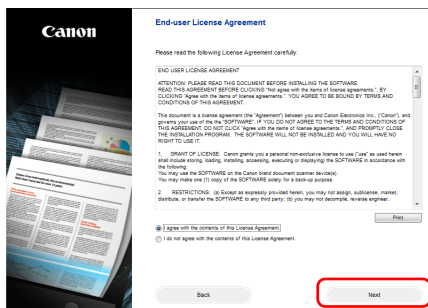 Canon
End-user License Agreement
Please read the following License Agreement carefully.
END USER LICENSE AGREEMENT
ATTENTION: PLEASE READ THIS DOCUMENT BEFORE INSTALLING THE SOFTWARE.
READ THIS AGREEMENT BEFORE CLICKING "Not agree with the items of license agreements.", BY
CLICKING "Agree with the items of license agreements.", YOU AGREE TO BE BOUND BY TERMS AND
CONDITIONS OF THIS AGREEMENT.
This document is a license agreement (the "Agreement") between you and Canon Electronics Inc., ("Canon"), and
governs your use of the the "SOFTWARE". IF YOU DO NOT AGREE TO THE TERMS AND CONDITIONS OF
THIS AGREEMENT, DO NOT CLICK "Agree with the items of license agreements.", AND PROMPTLY CLOSE
THE INSTALLATION PROGRAM. THE SOFTWARE WILL NOT BE INSTALLED AND YOU WILL HAVE NO
RIGHT TO USE IT.
1. GRANT OF LICENSE: Canon grants you a personal non-exclusive license to use ("use" as used herein
shall include storing, loading, installing, accessing, executing or displaying) the SOFTWARE in accordance with
the following.
You may use the SOFTWARE on the Canon brand document scanner device(s).
You may make one (1) copy of the SOFTWARE solely for a back-up purpose.
2. RESTRICTIONS: (a) Except as expressly provided herein, you may not assign, sublicense, market,
distribute, or transfer the SOFTWARE to any third party; (b) you may not decompile, reverse engineer,
Print
I agree with the contents of this License Agreement.
I do not agree with the contents of this License Agreement.
Back
Next